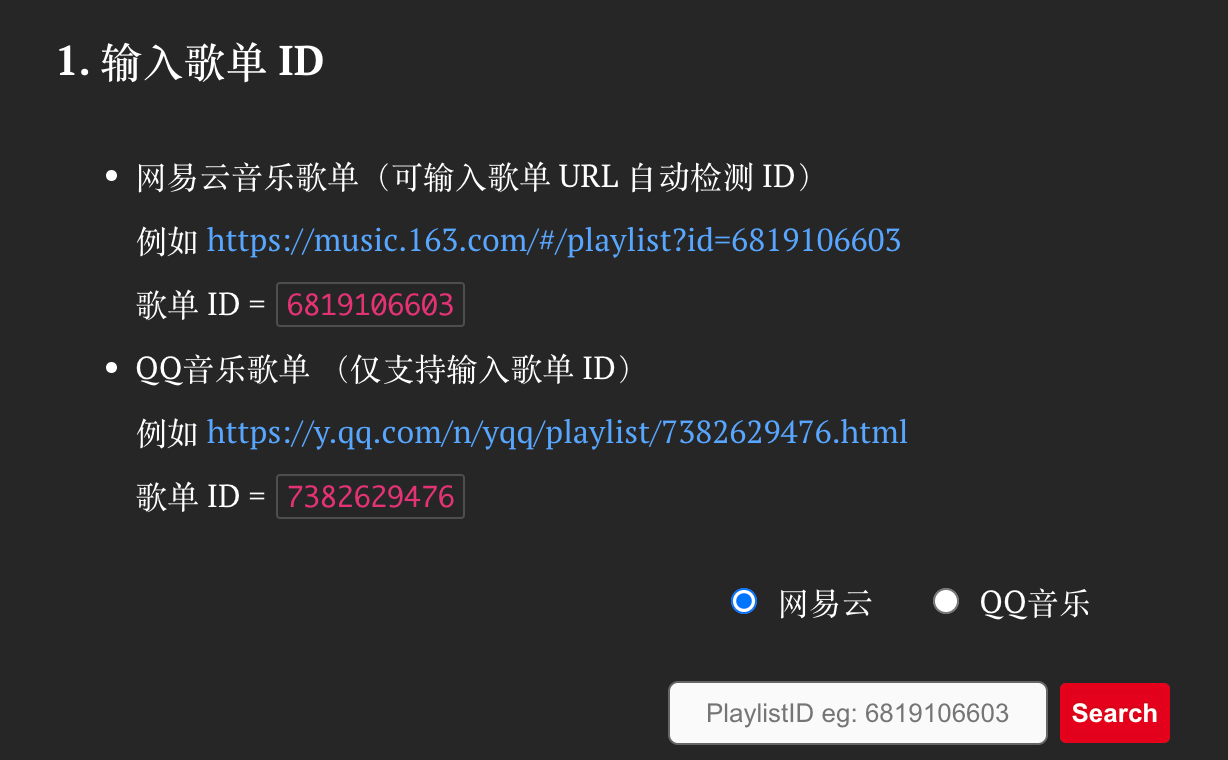 1. 输入歌单 ID
网易云音乐歌单（可输入歌单 URL 自动检测 ID）
例如 https://music.163.com/#/playlist?id=6819106603
歌单 ID = 6819106603
QQ音乐歌单 （仅支持输入歌单 ID）
例如 https://y.qq.com/n/yqq/playlist/7382629476.html
歌单 ID = 7382629476
网易云 QQ音乐
PlaylistID eg: 6819106603 Search